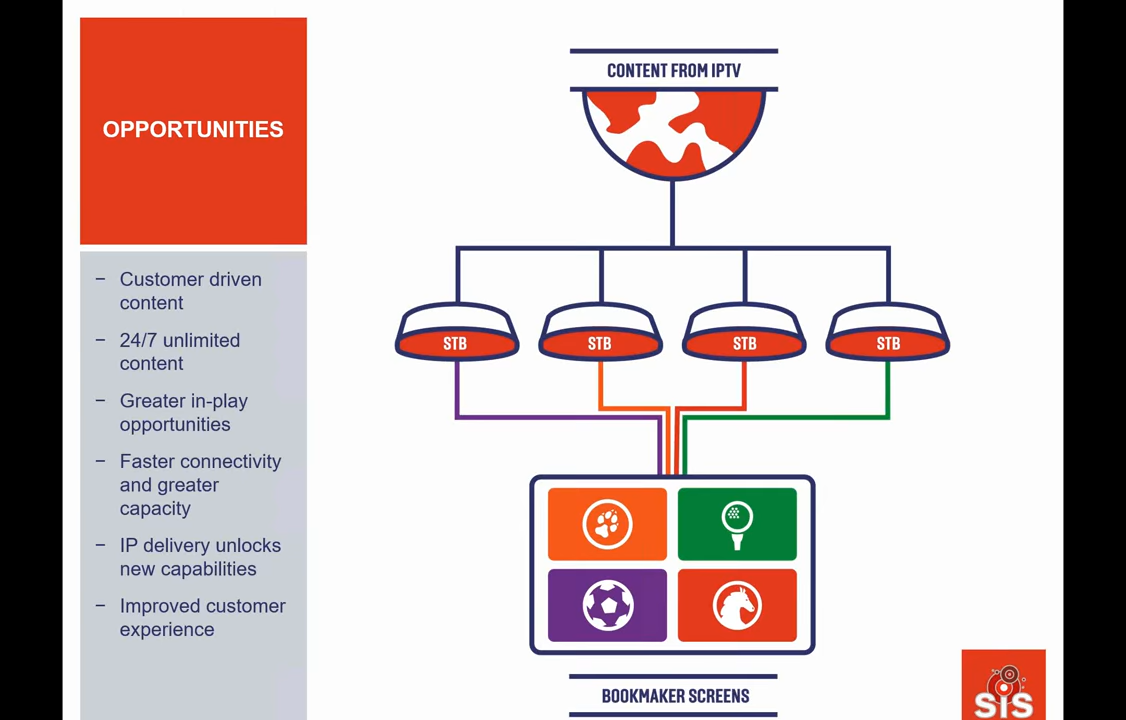 OPPORTUNITIES
− Customer driven
content
− 24/7 unlimited
content
− Greater in-play
opportunities
− Faster connectivity
and greater
capacity
− IP delivery unlocks
new capabilities
− Improved customer
experience
CONTENT FROM IPTV
STB STB STB STB
BOOKMAKER SCREENS
SIS